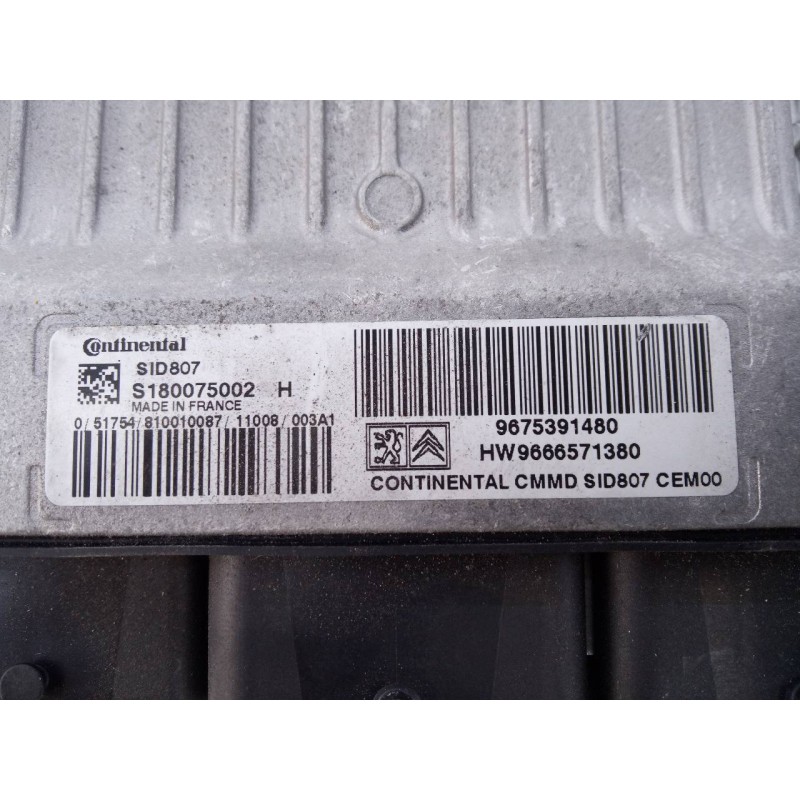 Continental
SID807
S180075002 H
MADE IN FRANCE
0/51754/810010087/11008/003A1
9675391480
HW9666571380
CONTINENTAL CMMD SID807 CEM00